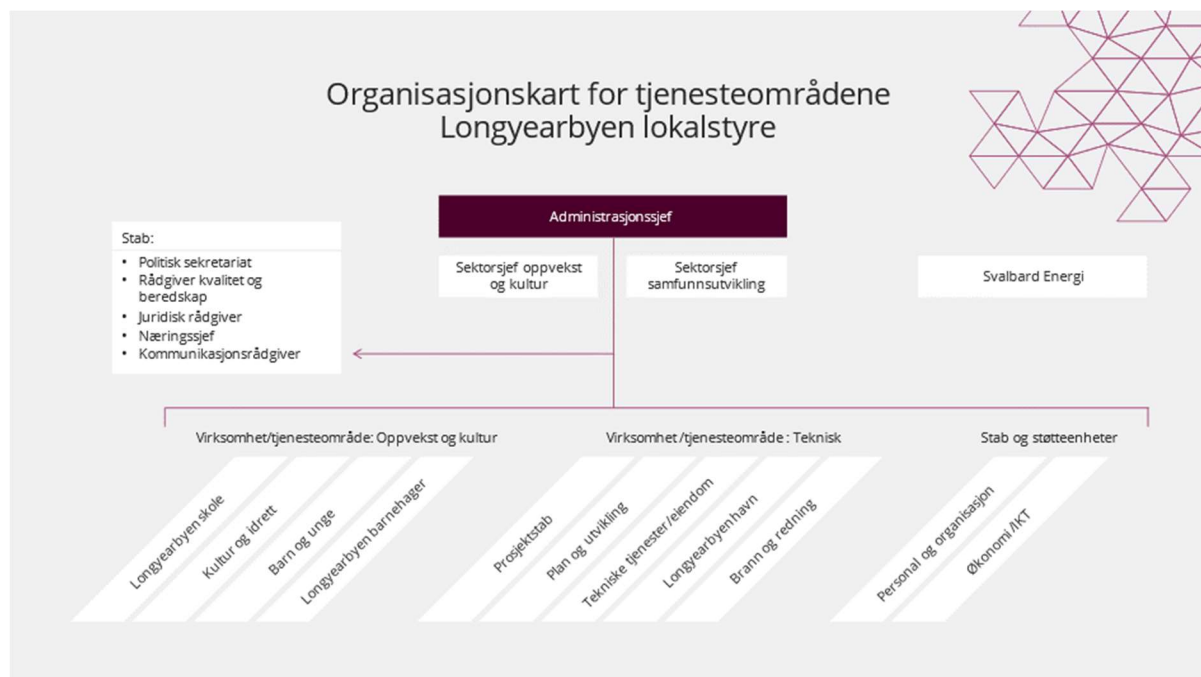 Organisasjonskart for tjenesteområdene
Longyearbyen lokalstyre
Administrasjonssjef
Stab:
• Politisk sekretariat
• Rådgiver kvalitet og
beredskap
• Juridisk rådgiver
• Næringssjef
• Kommunikasjonsrådgiver
Sektorsjef oppvekst
og kultur
Sektorsjef
samfunnsutvikling
Svalbard Energi
Virksomhet/tjenesteområde: Oppvekst og kultur
Longyearbyen skole
Kultur og idrett
Barn og unge
Longyearbyen barnehager
Virksomhet /tjenesteområde : Teknisk
Prosjektstab
Plan og utvikling
Tekniske tjenester/eiendom
Longyearbyen havn
Brann og redning
Stab og støtteenheter
Personal og organisasjon
Økonomi /IKT